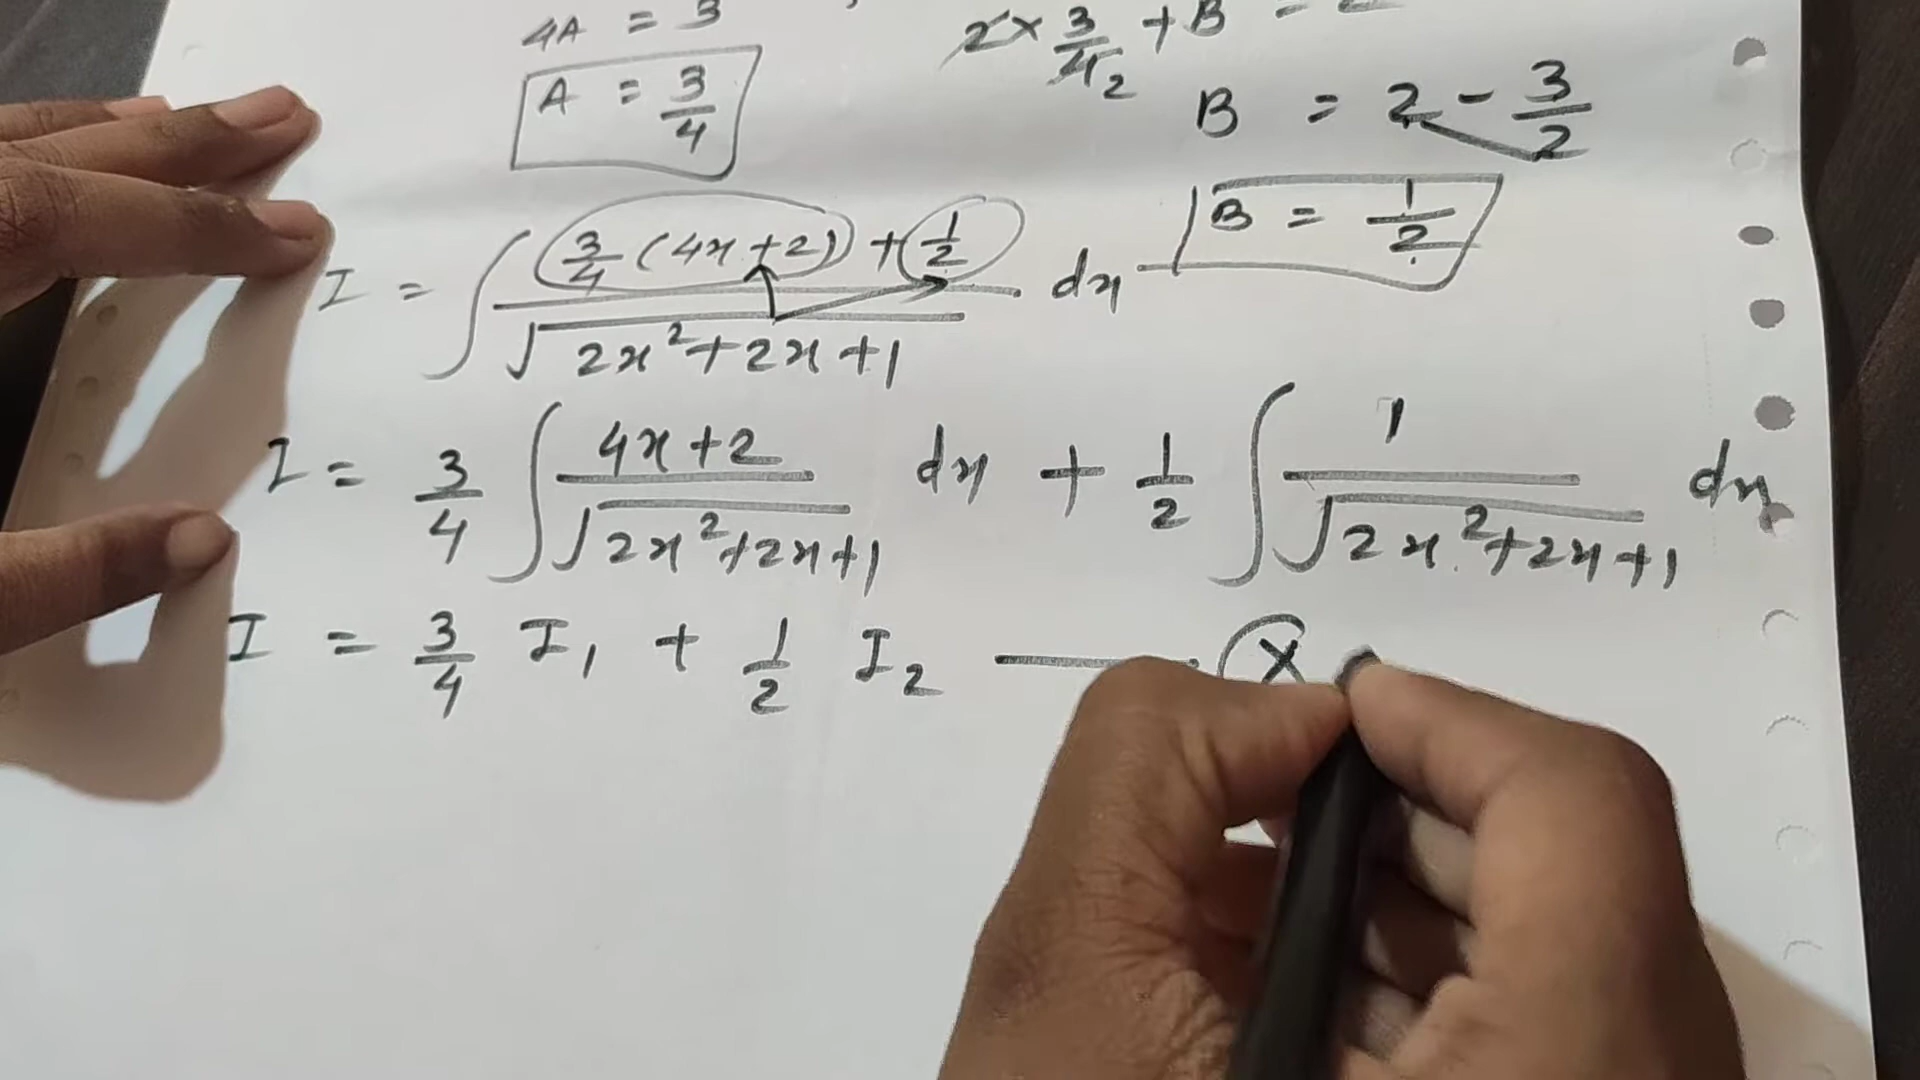 4A = 3
2 × 3/4 2 + B =
A = 3/4
B = 2 - 3/2
B = 1/2
I = ∫ (3/4 (4x+2) + 1/2) / √(2x²+2x+1) dx
I = 3/4 ∫ (4x+2) / √(2x²+2x+1) dx + 1/2 ∫ 1 / √(2x²+2x+1) dx
I = 3/4 I₁ + 1/2 I₂ — X